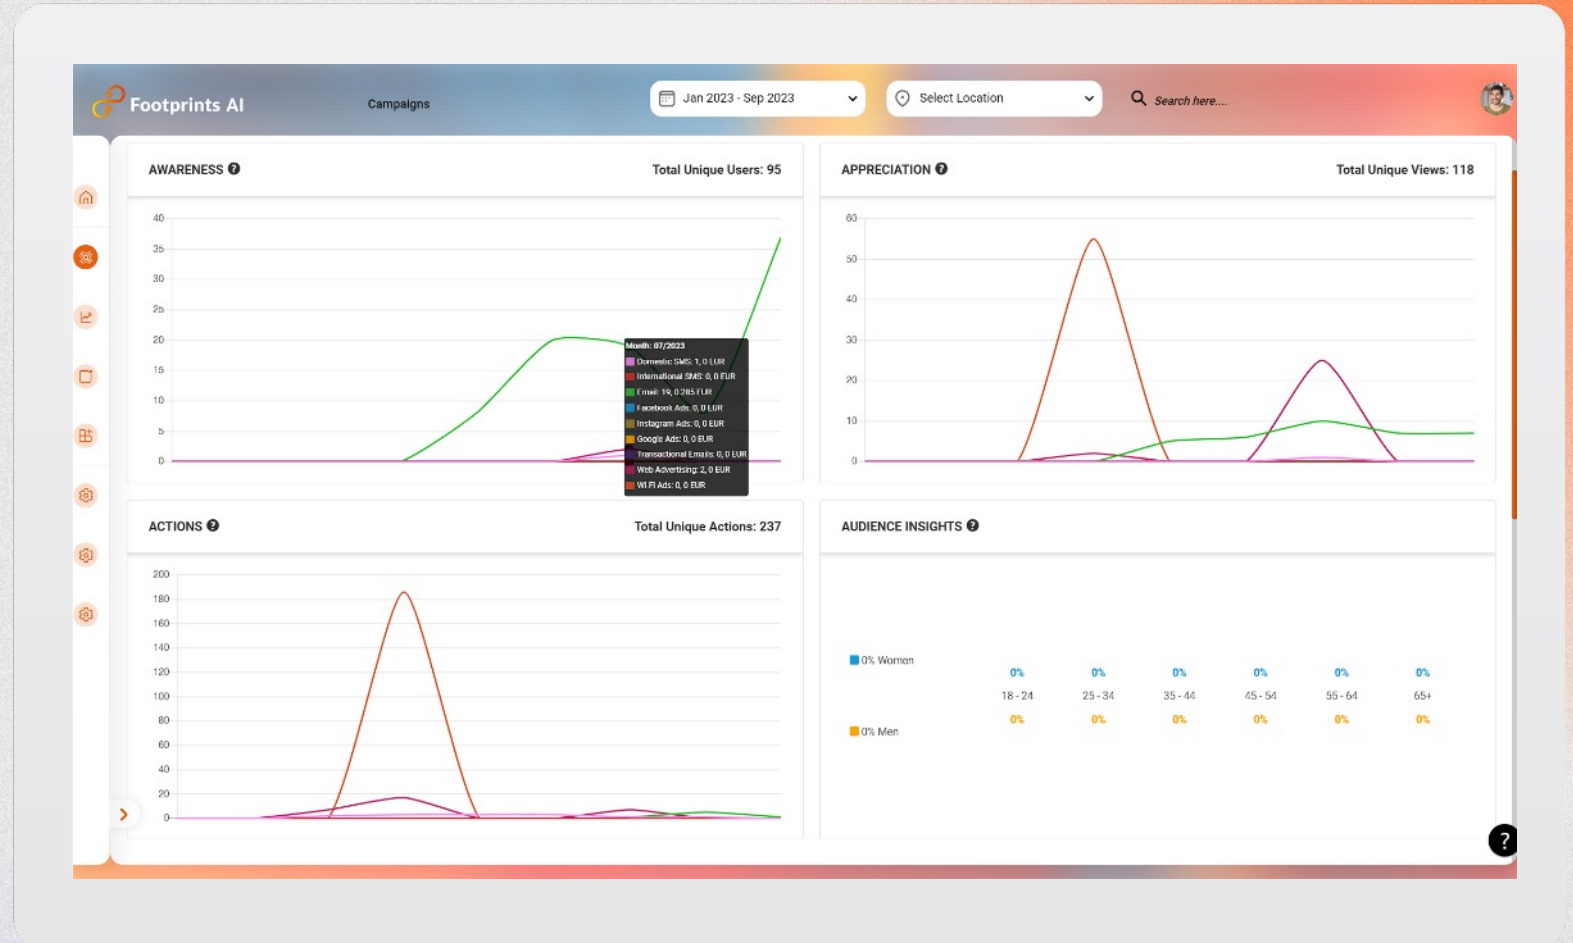 Footprints AI
Campaigns
Jan 2023 - Sep 2023
Select Location
Search here....
AWARENESS ?
Total Unique Users: 95
40
35
30
25
20
15
10
5
0
Month: 07/2023
Domestic SMS: 1, 0 EUR
International SMS: 0, 0 EUR
Email: 19, 0.285 EUR
Facebook Ads: 0, 0 EUR
Instagram Ads: 0, 0 EUR
Google Ads: 0, 0 EUR
Transactional Emails: 0, 0 EUR
Web Advertising: 2, 0 EUR
WI FI Ads: 0, 0 EUR
APPRECIATION ?
Total Unique Views: 118
60
50
40
30
20
10
0
ACTIONS ?
Total Unique Actions: 237
200
180
160
140
120
100
80
60
40
20
0
AUDIENCE INSIGHTS ?
0% Women
0% 0% 0% 0% 0% 0%
18 - 24 25 - 34 35 - 44 45 - 54 55 - 64 65+
0% 0% 0% 0% 0% 0%
0% Men
?